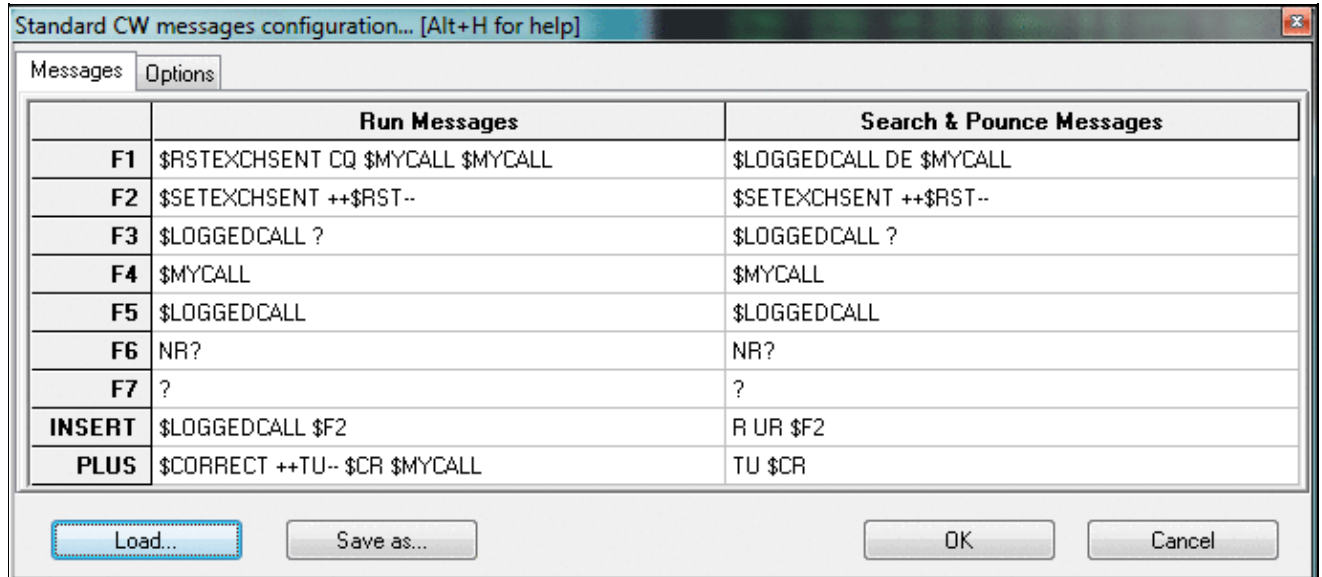 Standard CW messages configuration... [Alt+H for help]
Messages Options
Run Messages Search & Pounce Messages
F1 $RSTEXCHSENT CQ $MYCALL $MYCALL $LOGGEDCALL DE $MYCALL
F2 $SETEXCHSENT ++$RST-- $SETEXCHSENT ++$RST--
F3 $LOGGEDCALL ? $LOGGEDCALL ?
F4 $MYCALL $MYCALL
F5 $LOGGEDCALL $LOGGEDCALL
F6 NR? NR?
F7 ? ?
INSERT $LOGGEDCALL $F2 R UR $F2
PLUS $CORRECT ++TU-- $CR $MYCALL TU $CR
Load... Save as... OK Cancel